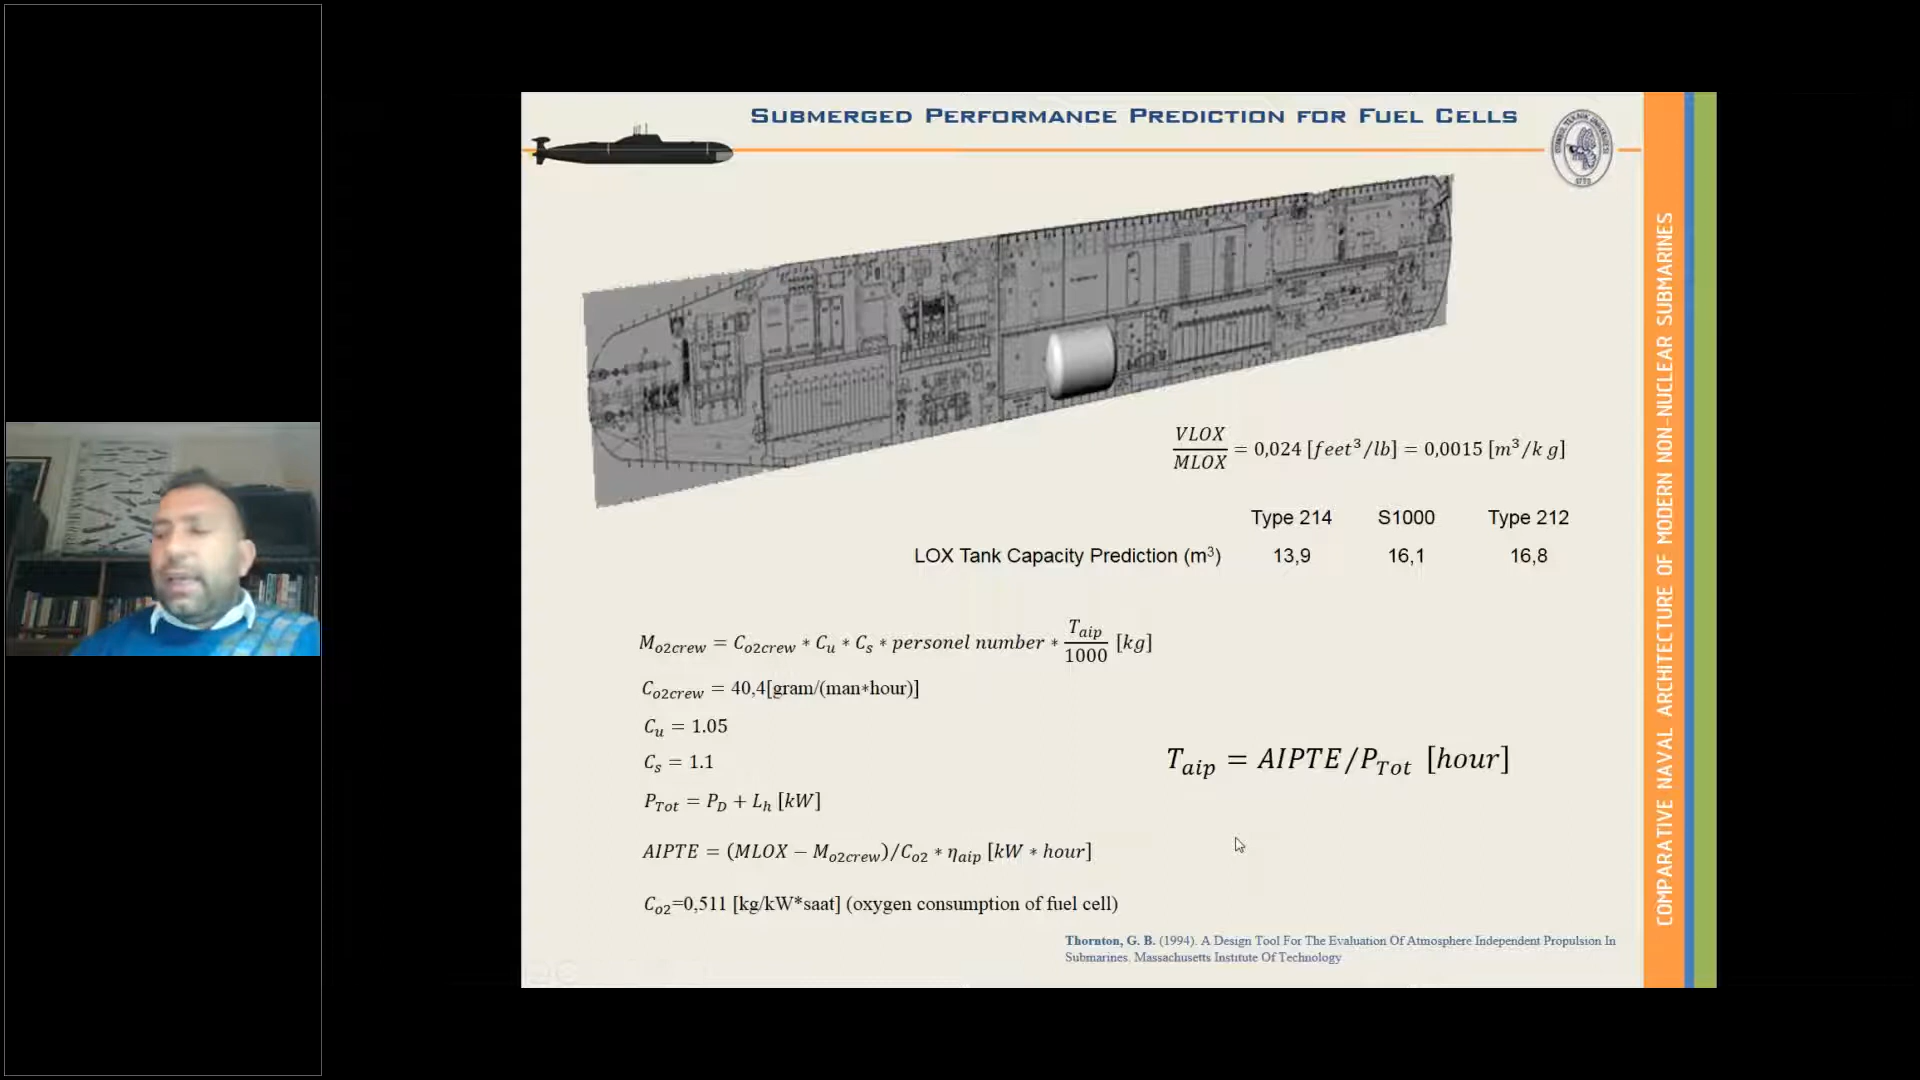 SUBMERGED PERFORMANCE PREDICTION FOR FUEL CELLS
VLOX/MLOX = 0,024 [feet³/lb] = 0,0015 [m³/k g]
Type 214 S1000 Type 212
LOX Tank Capacity Prediction (m³) 13,9 16,1 16,8
M_o2crew = C_o2crew * C_u * C_s * personel number * T_aip/1000 [kg]
C_o2crew = 40,4[gram/(man*hour)]
C_u = 1.05
C_s = 1.1
T_aip = AIPTE/P_Tot [hour]
P_Tot = P_D + L_h [kW]
AIPTE = (MLOX − M_o2crew)/C_o2 * η_aip [kW * hour]
C_o2=0,511 [kg/kW*saat] (oxygen consumption of fuel cell)
Thornton, G. B. (1994). A Design Tool For The Evaluation Of Atmosphere Independent Propulsion In
Submarines. Massachusetts Institute Of Technology
COMPARATIVE NAVAL ARCHITECTURE OF MODERN NON-NUCLEAR SUBMARINES